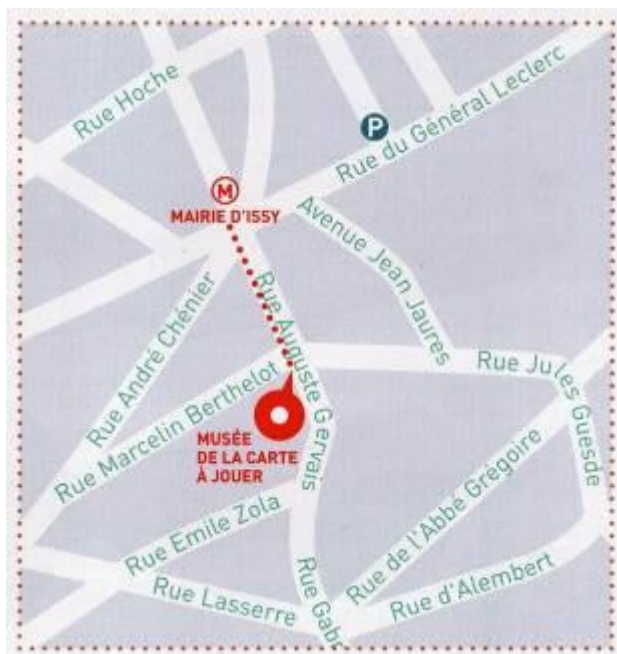 Rue Hoche
P
Rue du Général Leclerc
M
MAIRIE D'ISSY
Avenue Jean Jaures
Rue André Chénier
Rue Auguste Gervais
Rue Jules Guesde
Rue Marcelin Berthelot
MUSÉE
DE LA CARTE
À JOUER
Rue de l'Abbé Grégoire
Rue Emile Zola
Rue Lasserre
Rue Gabr
Rue d'Alembert